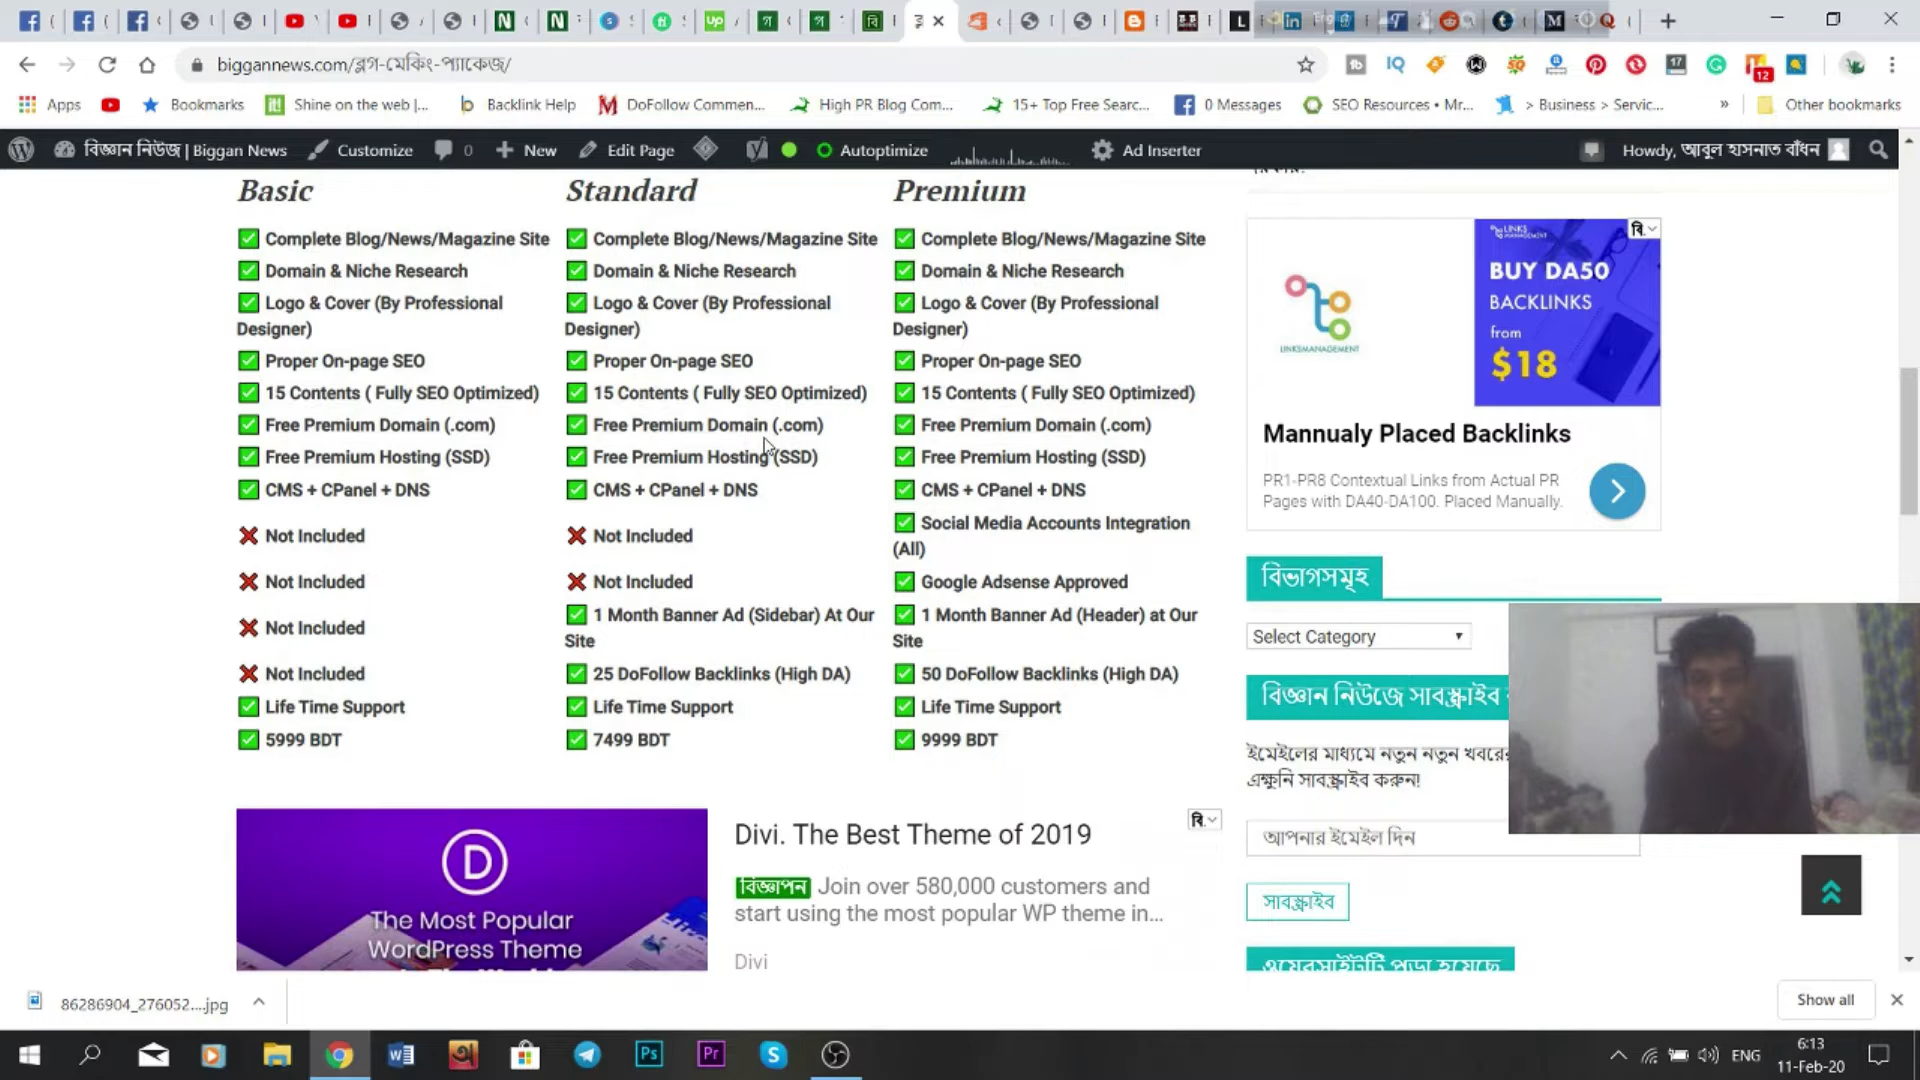 biggannews.com/ব্লগ-মেকিং-প্যাকেজ/
Apps
Bookmarks
Shine on the web |...
Backlink Help
DoFollow Commen...
High PR Blog Com...
15+ Top Free Searc...
0 Messages
SEO Resources • Mr...
> Business > Servic...
»
Other bookmarks
বিজ্ঞান নিউজ | Biggan News
Customize
0
New
Edit Page
Autoptimize
Ad Inserter
Howdy, আবুল হাসনাত বাঁধন
Basic
Complete Blog/News/Magazine Site
Domain & Niche Research
Logo & Cover (By Professional
Designer)
Proper On-page SEO
15 Contents ( Fully SEO Optimized)
Free Premium Domain (.com)
Free Premium Hosting (SSD)
CMS + CPanel + DNS
Not Included
Not Included
Not Included
Not Included
Life Time Support
5999 BDT
Standard
Complete Blog/News/Magazine Site
Domain & Niche Research
Logo & Cover (By Professional
Designer)
Proper On-page SEO
15 Contents ( Fully SEO Optimized)
Free Premium Domain (.com)
Free Premium Hosting (SSD)
CMS + CPanel + DNS
Not Included
Not Included
1 Month Banner Ad (Sidebar) At Our
Site
25 DoFollow Backlinks (High DA)
Life Time Support
7499 BDT
Premium
Complete Blog/News/Magazine Site
Domain & Niche Research
Logo & Cover (By Professional
Designer)
Proper On-page SEO
15 Contents ( Fully SEO Optimized)
Free Premium Domain (.com)
Free Premium Hosting (SSD)
CMS + CPanel + DNS
Social Media Accounts Integration
(All)
Google Adsense Approved
1 Month Banner Ad (Header) at Our
Site
50 DoFollow Backlinks (High DA)
Life Time Support
9999 BDT
LINKSMANAGEMENT
BUY DA50
BACKLINKS
from
$18
বি.
Mannualy Placed Backlinks
PR1-PR8 Contextual Links from Actual PR
Pages with DA40-DA100. Placed Manually.
বিভাগসমূহ
Select Category
বিজ্ঞান নিউজে সাবস্ক্রাইব
ইমেইলের মাধ্যমে নতুন নতুন খবরের
এক্ষুনি সাবস্ক্রাইব করুন!
আপনার ইমেইল দিন
সাবস্ক্রাইব
ওয়েবসাইটটি পড়া হয়েছে
D
The Most Popular
WordPress Theme
Divi. The Best Theme of 2019
বি.
বিজ্ঞাপন Join over 580,000 customers and
start using the most popular WP theme in...
Divi
86286904_276052....jpg
Show all
W
Ps
Pr
S
ENG
6:13
11-Feb-20